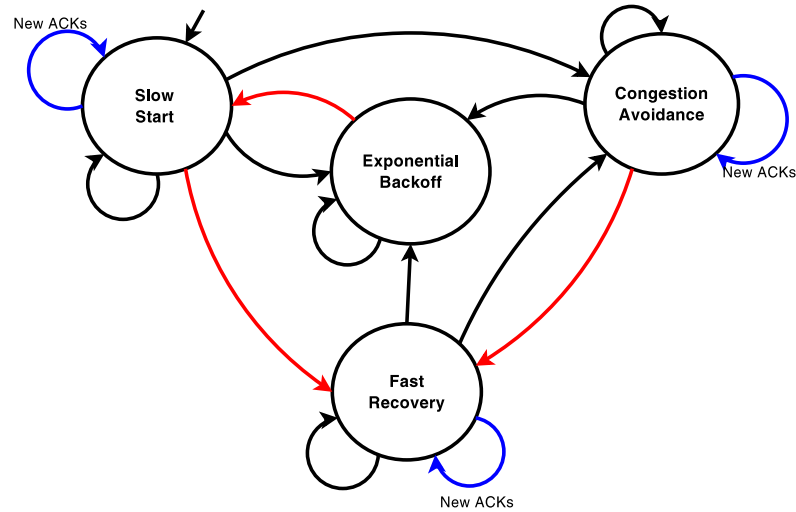 New ACKs
Slow
Start
Congestion
Avoidance
Exponential
Backoff
New ACKs
Fast
Recovery
New ACKs